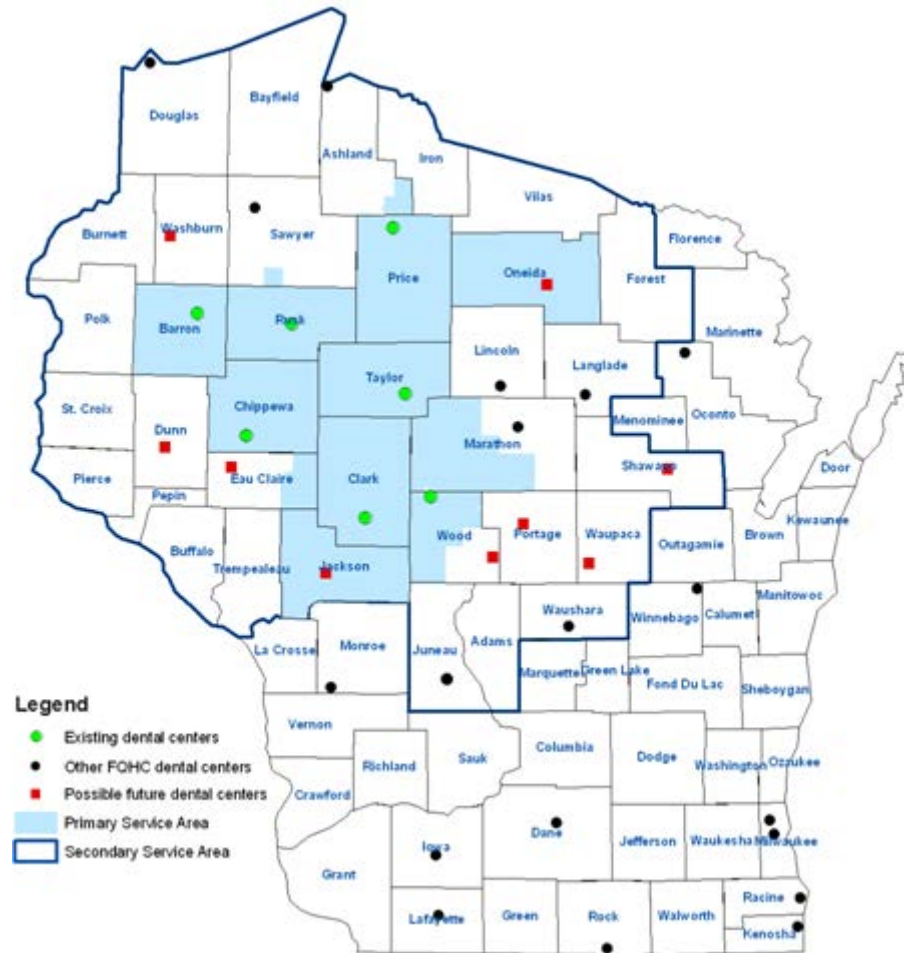 Douglas
Bayfield
Ashland
Iron
Vilas
Burnett
Washburn
Sawyer
Price
Oneida
Forest
Florence
Marinette
Polk
Barron
Rusk
Lincoln
Langlade
Taylor
Chippewa
Menominee
Oconto
St. Croix
Dunn
Marathon
Shawano
Door
Pierce
Eau Claire
Clark
Pepin
Kewaunee
Buffalo
Trempealeau
Jackson
Wood
Portage
Waupaca
Outagamie
Brown
Manitowoc
Waushara
Winnebago
Calumet
La Crosse
Monroe
Juneau
Adams
Marquette
Green Lake
Fond Du Lac
Sheboygan
Legend
Existing dental centers
Other FQHC dental centers
Possible future dental centers
Primary Service Area
Secondary Service Area
Vernon
Richland
Sauk
Columbia
Dodge
Washington
Ozaukee
Crawford
Dane
Iowa
Jefferson
Waukesha
Milwaukee
Grant
Lafayette
Green
Rock
Walworth
Racine
Kenosha